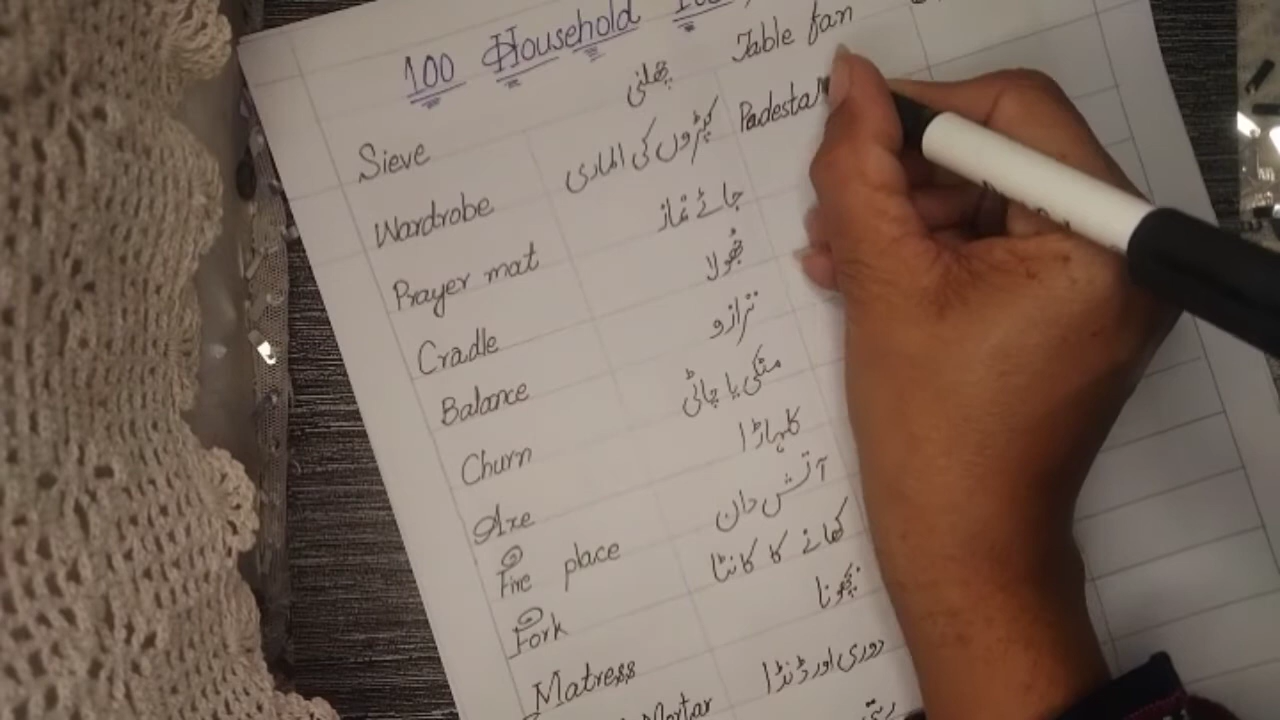 100 Household
Sieve چھلنی Table fan
Wardrobe کپڑوں کی الماری Padestal
Prayer mat جائے نماز
Cradle جھولا
Balance ترازو
Churn مٹکی یا چاٹی
Axe کلہاڑا
Fire place آتش دان
Fork کھانے کا کانٹا
Matress بچھونا
Mortar دوری اور ڈنڈا